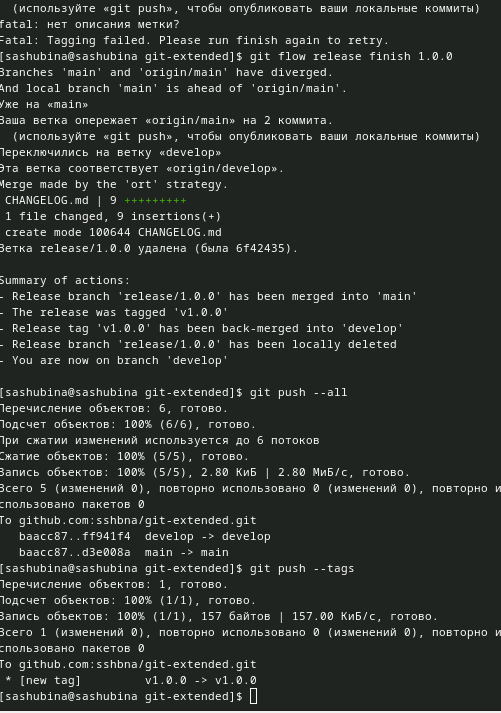 (используйте «git push», чтобы опубликовать ваши локальные коммиты)
fatal: нет описания метки?
Fatal: Tagging failed. Please run finish again to retry.
[sashubina@sashubina git-extended]$ git flow release finish 1.0.0
Branches 'main' and 'origin/main' have diverged.
And local branch 'main' is ahead of 'origin/main'.
Уже на «main»
Ваша ветка опережает «origin/main» на 2 коммита.
(используйте «git push», чтобы опубликовать ваши локальные коммиты)
Переключились на ветку «develop»
Эта ветка соответствует «origin/develop».
Merge made by the 'ort' strategy.
CHANGELOG.md | 9 +++++++++
1 file changed, 9 insertions(+)
create mode 100644 CHANGELOG.md
Ветка release/1.0.0 удалена (была 6f42435).
Summary of actions:
- Release branch 'release/1.0.0' has been merged into 'main'
- The release was tagged 'v1.0.0'
- Release tag 'v1.0.0' has been back-merged into 'develop'
- Release branch 'release/1.0.0' has been locally deleted
- You are now on branch 'develop'
[sashubina@sashubina git-extended]$ git push --all
Перечисление объектов: 6, готово.
Подсчет объектов: 100% (6/6), готово.
При сжатии изменений используется до 6 потоков
Сжатие объектов: 100% (5/5), готово.
Запись объектов: 100% (5/5), 2.80 КиБ | 2.80 МиБ/с, готово.
Всего 5 (изменений 0), повторно использовано 0 (изменений 0), повторно и
спользовано пакетов 0
To github.com:sshbna/git-extended.git
baacc87..ff941f4  develop -> develop
baacc87..d3e008a  main -> main
[sashubina@sashubina git-extended]$ git push --tags
Перечисление объектов: 1, готово.
Подсчет объектов: 100% (1/1), готово.
Запись объектов: 100% (1/1), 157 байтов | 157.00 КиБ/с, готово.
Всего 1 (изменений 0), повторно использовано 0 (изменений 0), повторно и
спользовано пакетов 0
To github.com:sshbna/git-extended.git
* [new tag]         v1.0.0 -> v1.0.0
[sashubina@sashubina git-extended]$